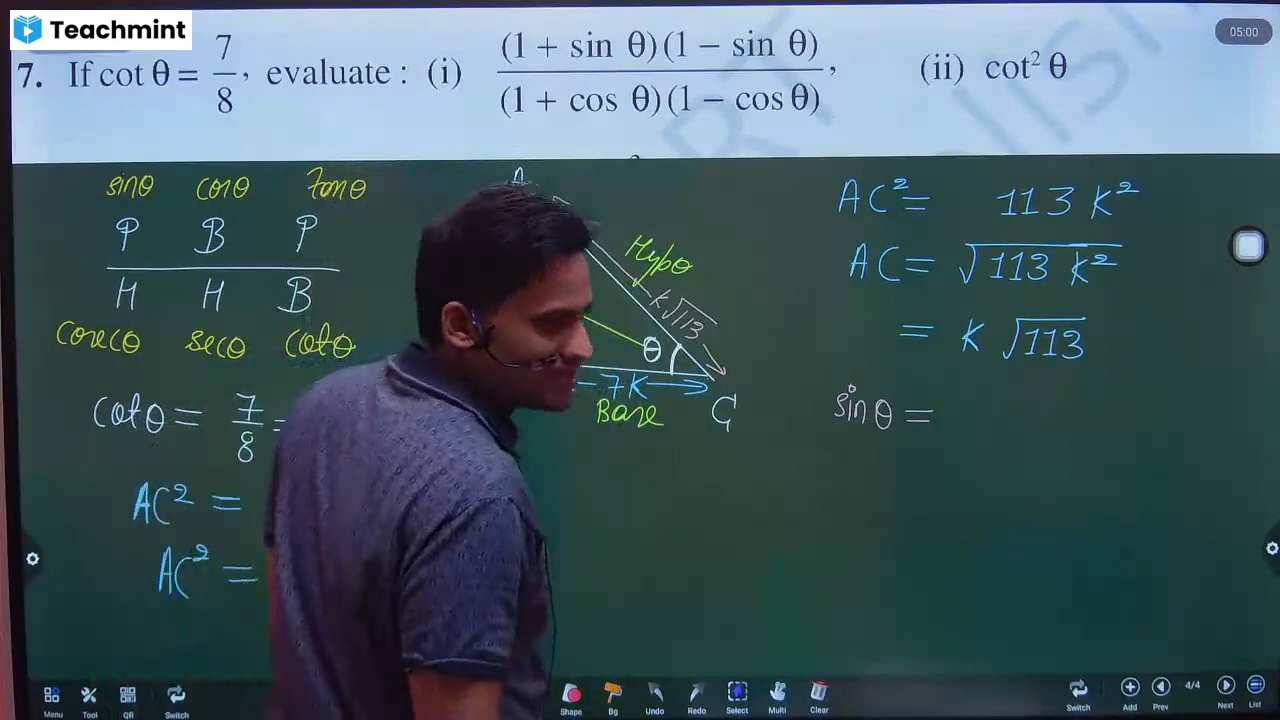 Teachmint
05:00
7. If cot θ = 7/8, evaluate : (i) (1 + sin θ)(1 − sin θ)/(1 + cos θ)(1 − cos θ), (ii) cot² θ
sinθ cosθ Tanθ
P B P
H H B
cosecθ secθ cotθ
A
Hypθ
K√113
θ
7K
Base
C
cotθ = 7/8 =
AC² =
AC² =
AC² = 113 K²
AC = √113 K²
= K √113
sinθ =
Menu Tool QR Switch Shape Bg Undo Redo Select Multi Clear Switch Add Prev 4/4 Next List